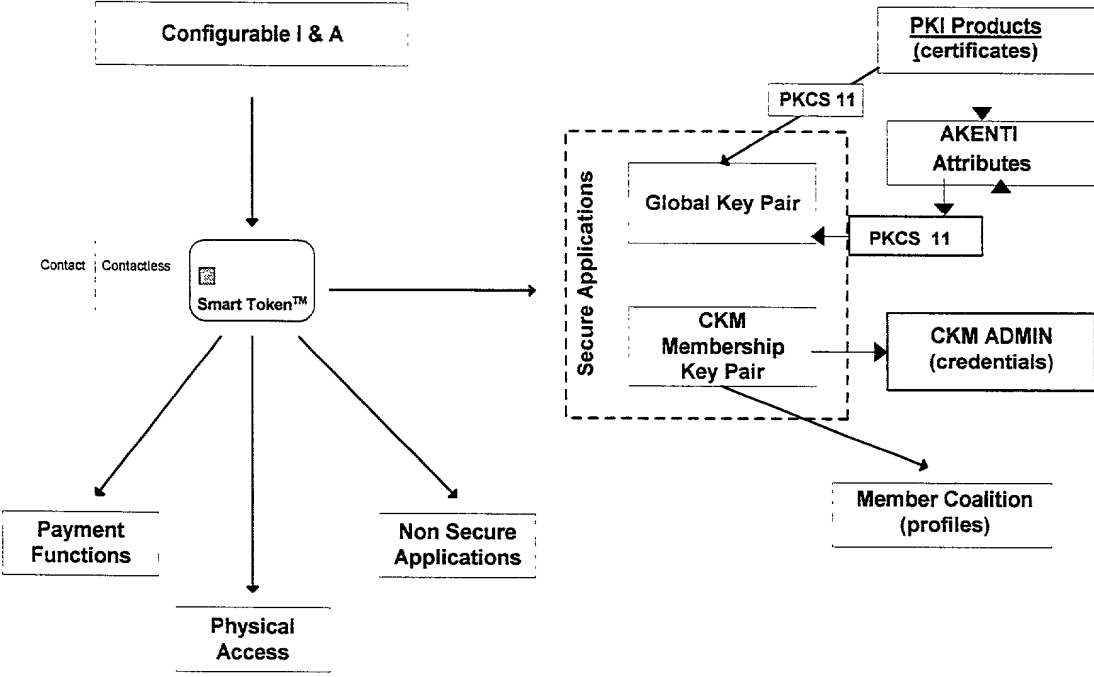 Configurable I & A
PKI Products
(certificates)
PKCS 11
AKENTI
Attributes
Secure Applications
Global Key Pair
PKCS 11
Contact
Contactless
Smart Token™
CKM
Membership
Key Pair
CKM ADMIN
(credentials)
Member Coalition
(profiles)
Payment
Functions
Non Secure
Applications
Physical
Access